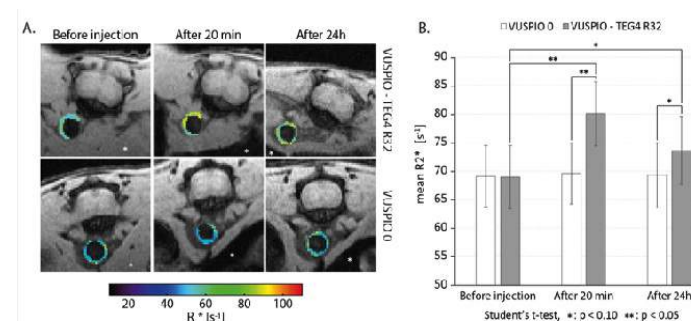 A.
Before injection
After 20 min
After 24h
VUSPIO - TEG4 R32
VUSPIO 0
*
*
*
*
*
*
20 40 60 80 100
R * [s-1]
B.
VUSPIO 0
VUSPIO - TEG4 R32
mean R2* [s-1]
90
85
80
75
70
65
60
55
50
*
**
**
*
Before injection
After 20 min
After 24h
Student's t-test, *: p < 0.10 **: p < 0.05